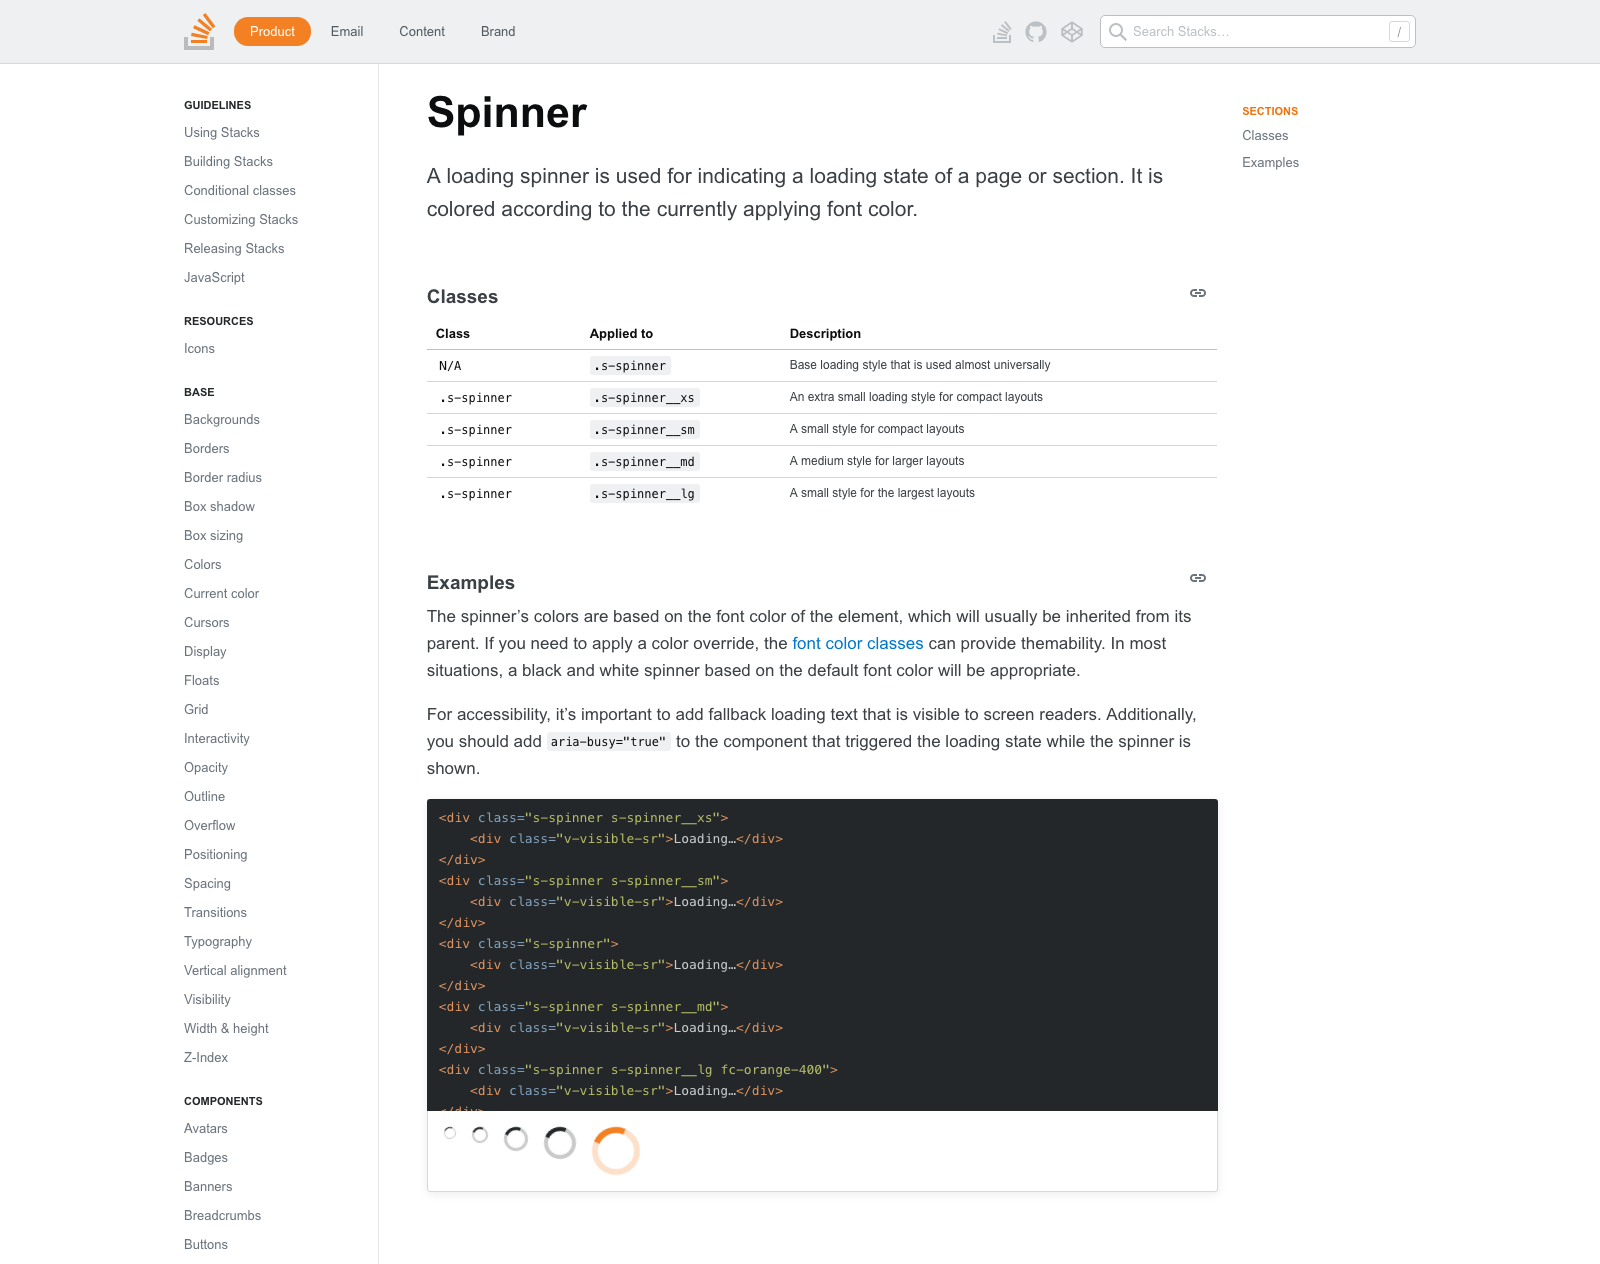 Product Email Content Brand Search Stacks… /
GUIDELINES
Using Stacks
Building Stacks
Conditional classes
Customizing Stacks
Releasing Stacks
JavaScript
RESOURCES
Icons
BASE
Backgrounds
Borders
Border radius
Box shadow
Box sizing
Colors
Current color
Cursors
Display
Floats
Grid
Interactivity
Opacity
Outline
Overflow
Positioning
Spacing
Transitions
Typography
Vertical alignment
Visibility
Width & height
Z-Index
COMPONENTS
Avatars
Badges
Banners
Breadcrumbs
Buttons
Spinner
A loading spinner is used for indicating a loading state of a page or section. It is
colored according to the currently applying font color.
Classes
Class Applied to Description
N/A .s-spinner Base loading style that is used almost universally
.s-spinner .s-spinner__xs An extra small loading style for compact layouts
.s-spinner .s-spinner__sm A small style for compact layouts
.s-spinner .s-spinner__md A medium style for larger layouts
.s-spinner .s-spinner__lg A small style for the largest layouts
Examples
The spinner’s colors are based on the font color of the element, which will usually be inherited from its
parent. If you need to apply a color override, the font color classes can provide themability. In most
situations, a black and white spinner based on the default font color will be appropriate.
For accessibility, it’s important to add fallback loading text that is visible to screen readers. Additionally,
you should add aria-busy="true" to the component that triggered the loading state while the spinner is
shown.
<div class="s-spinner s-spinner__xs">
<div class="v-visible-sr">Loading…</div>
</div>
<div class="s-spinner s-spinner__sm">
<div class="v-visible-sr">Loading…</div>
</div>
<div class="s-spinner">
<div class="v-visible-sr">Loading…</div>
</div>
<div class="s-spinner s-spinner__md">
<div class="v-visible-sr">Loading…</div>
</div>
<div class="s-spinner s-spinner__lg fc-orange-400">
<div class="v-visible-sr">Loading…</div>
</div>
SECTIONS
Classes
Examples